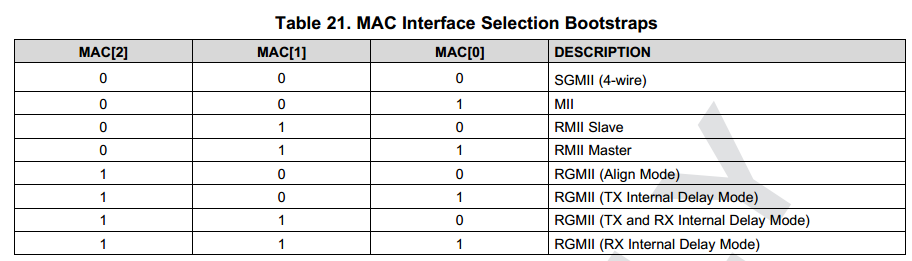 Table 21. MAC Interface Selection Bootstraps
MAC[2] MAC[1] MAC[0] DESCRIPTION
0 0 0 SGMII (4-wire)
0 0 1 MII
0 1 0 RMII Slave
0 1 1 RMII Master
1 0 0 RGMII (Align Mode)
1 0 1 RGMII (TX Internal Delay Mode)
1 1 0 RGMII (TX and RX Internal Delay Mode)
1 1 1 RGMII (RX Internal Delay Mode)